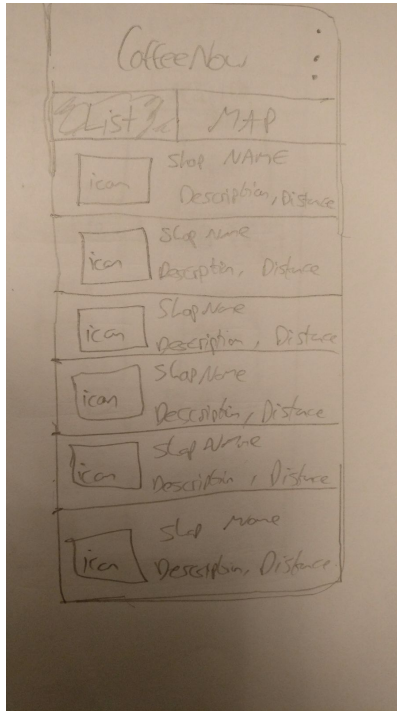 CoffeeNow
List MAP
Shop NAME
icon
Description, Distance
Shop Name
icon
Description, Distance
Shop Name
icon
Description, Distance
Shop Name
icon
Description, Distance
Shop Name
icon
Description, Distance
Shop Name
icon
Description, Distance